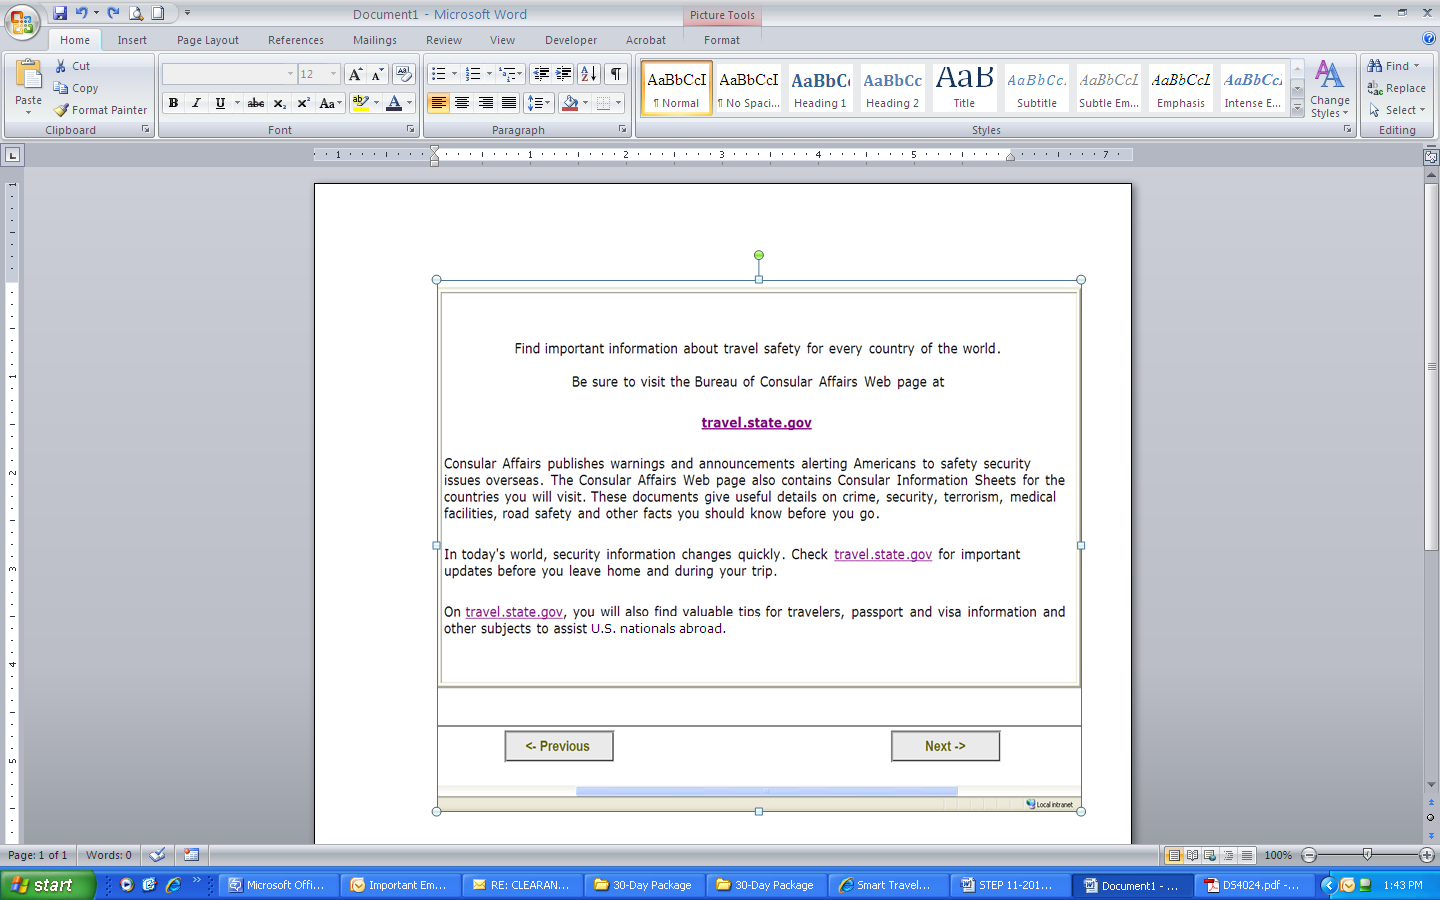 Document1 - Microsoft Word
Picture Tools
Home Insert Page Layout References Mailings Review View Developer Acrobat Format
Cut
Copy
Format Painter
Paste
Clipboard
12
Font
Paragraph
AaBbCcI AaBbCcI AaBbCc AaBbCc AaB AaBbCc. AaBbCcI AaBbCcI AaBbCcI
¶ Normal ¶ No Spaci... Heading 1 Heading 2 Title Subtitle Subtle Em... Emphasis Intense E...
Change Styles
Styles
Find
Replace
Select
Editing
1 1 2 3 4 5 7
Find important information about travel safety for every country of the world.
Be sure to visit the Bureau of Consular Affairs Web page at
travel.state.gov
Consular Affairs publishes warnings and announcements alerting Americans to safety security
issues overseas. The Consular Affairs Web page also contains Consular Information Sheets for the
countries you will visit. These documents give useful details on crime, security, terrorism, medical
facilities, road safety and other facts you should know before you go.
In today's world, security information changes quickly. Check travel.state.gov for important
updates before you leave home and during your trip.
On travel.state.gov, you will also find valuable tips for travelers, passport and visa information and
other subjects to assist U.S. nationals abroad.
<- Previous Next ->
Local intranet
Page: 1 of 1 Words: 0 100%
start Microsoft Offi... Important Em... RE: CLEARAN... 30-Day Package 30-Day Package Smart Travel... STEP 11-201... Document1 - ... DS4024.pdf -... 1:43 PM